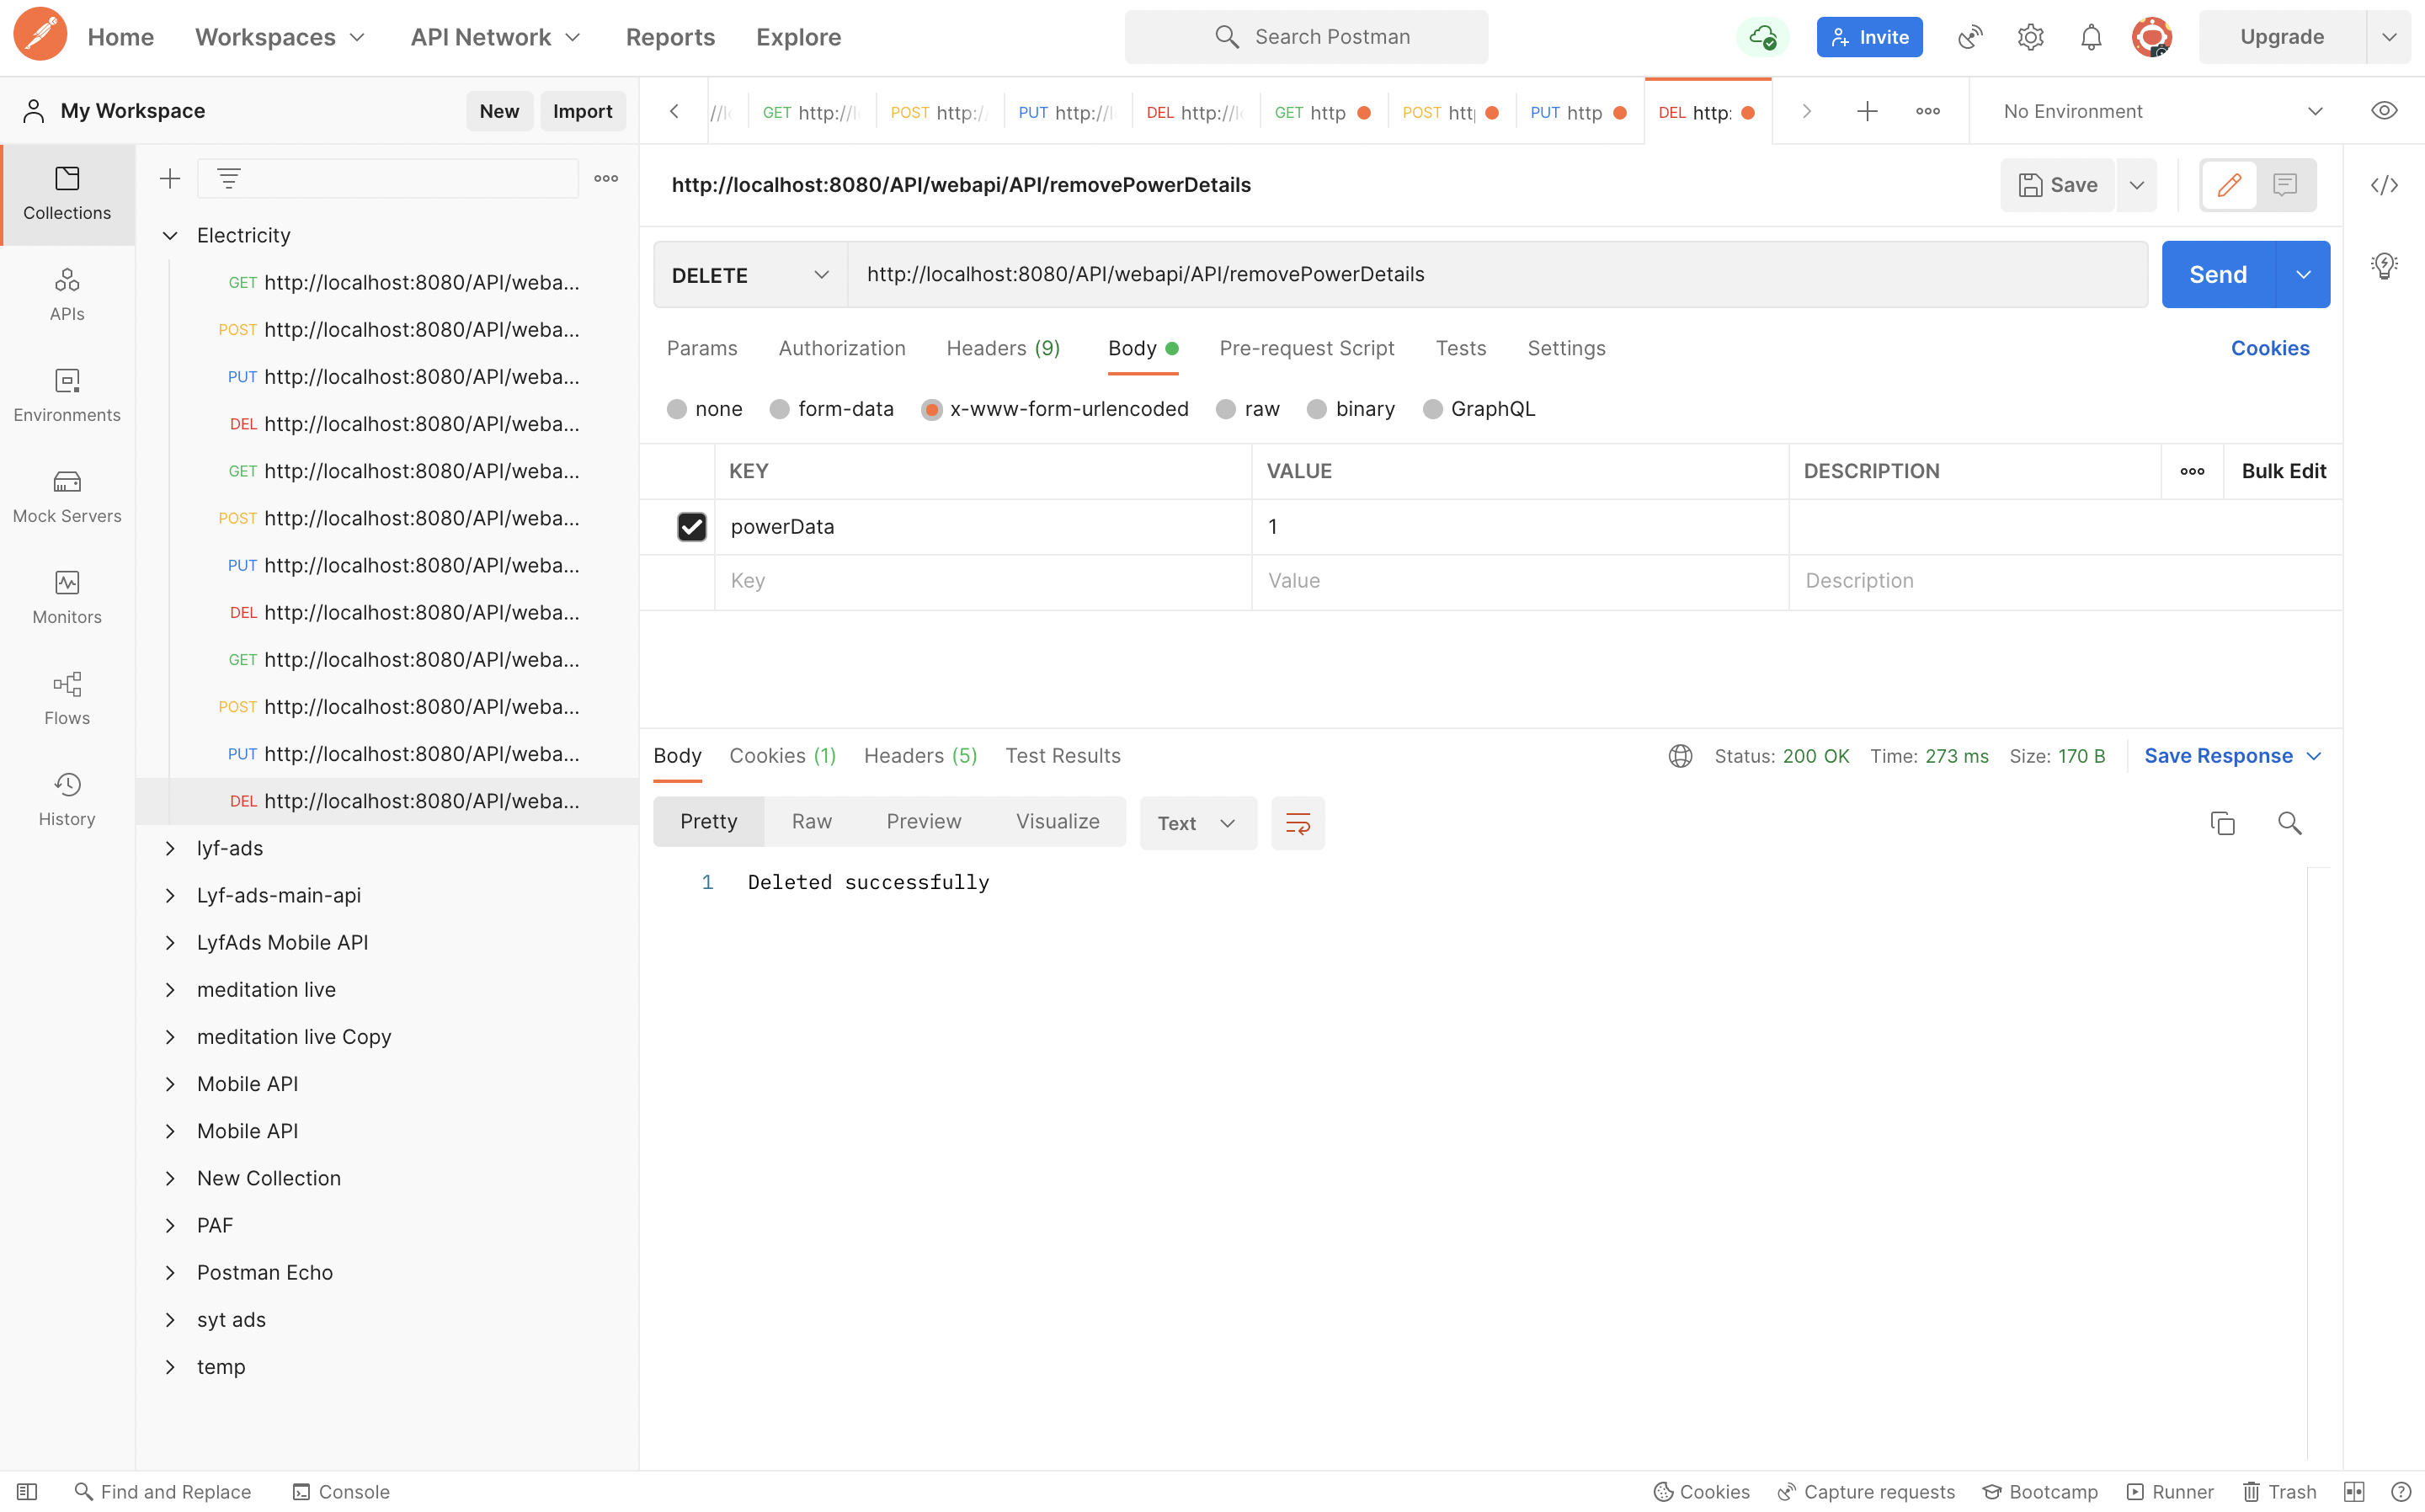 Home Workspaces API Network Reports Explore Search Postman Invite Upgrade
My Workspace New Import
//lo GET http://l POST http:/ PUT http://l DEL http://lo GET http POST htt PUT http DEL http: No Environment
Collections
APIs
Environments
Mock Servers
Monitors
Flows
History
Electricity
GET http://localhost:8080/API/weba...
POST http://localhost:8080/API/weba...
PUT http://localhost:8080/API/weba...
DEL http://localhost:8080/API/weba...
GET http://localhost:8080/API/weba...
POST http://localhost:8080/API/weba...
PUT http://localhost:8080/API/weba...
DEL http://localhost:8080/API/weba...
GET http://localhost:8080/API/weba...
POST http://localhost:8080/API/weba...
PUT http://localhost:8080/API/weba...
DEL http://localhost:8080/API/weba...
lyf-ads
Lyf-ads-main-api
LyfAds Mobile API
meditation live
meditation live Copy
Mobile API
Mobile API
New Collection
PAF
Postman Echo
syt ads
temp
http://localhost:8080/API/webapi/API/removePowerDetails Save
DELETE http://localhost:8080/API/webapi/API/removePowerDetails Send
Params Authorization Headers (9) Body Pre-request Script Tests Settings Cookies
none form-data x-www-form-urlencoded raw binary GraphQL
KEY VALUE DESCRIPTION Bulk Edit
powerData 1
Key Value Description
Body Cookies (1) Headers (5) Test Results Status: 200 OK Time: 273 ms Size: 170 B Save Response
Pretty Raw Preview Visualize Text
1 Deleted successfully
Find and Replace Console Cookies Capture requests Bootcamp Runner Trash